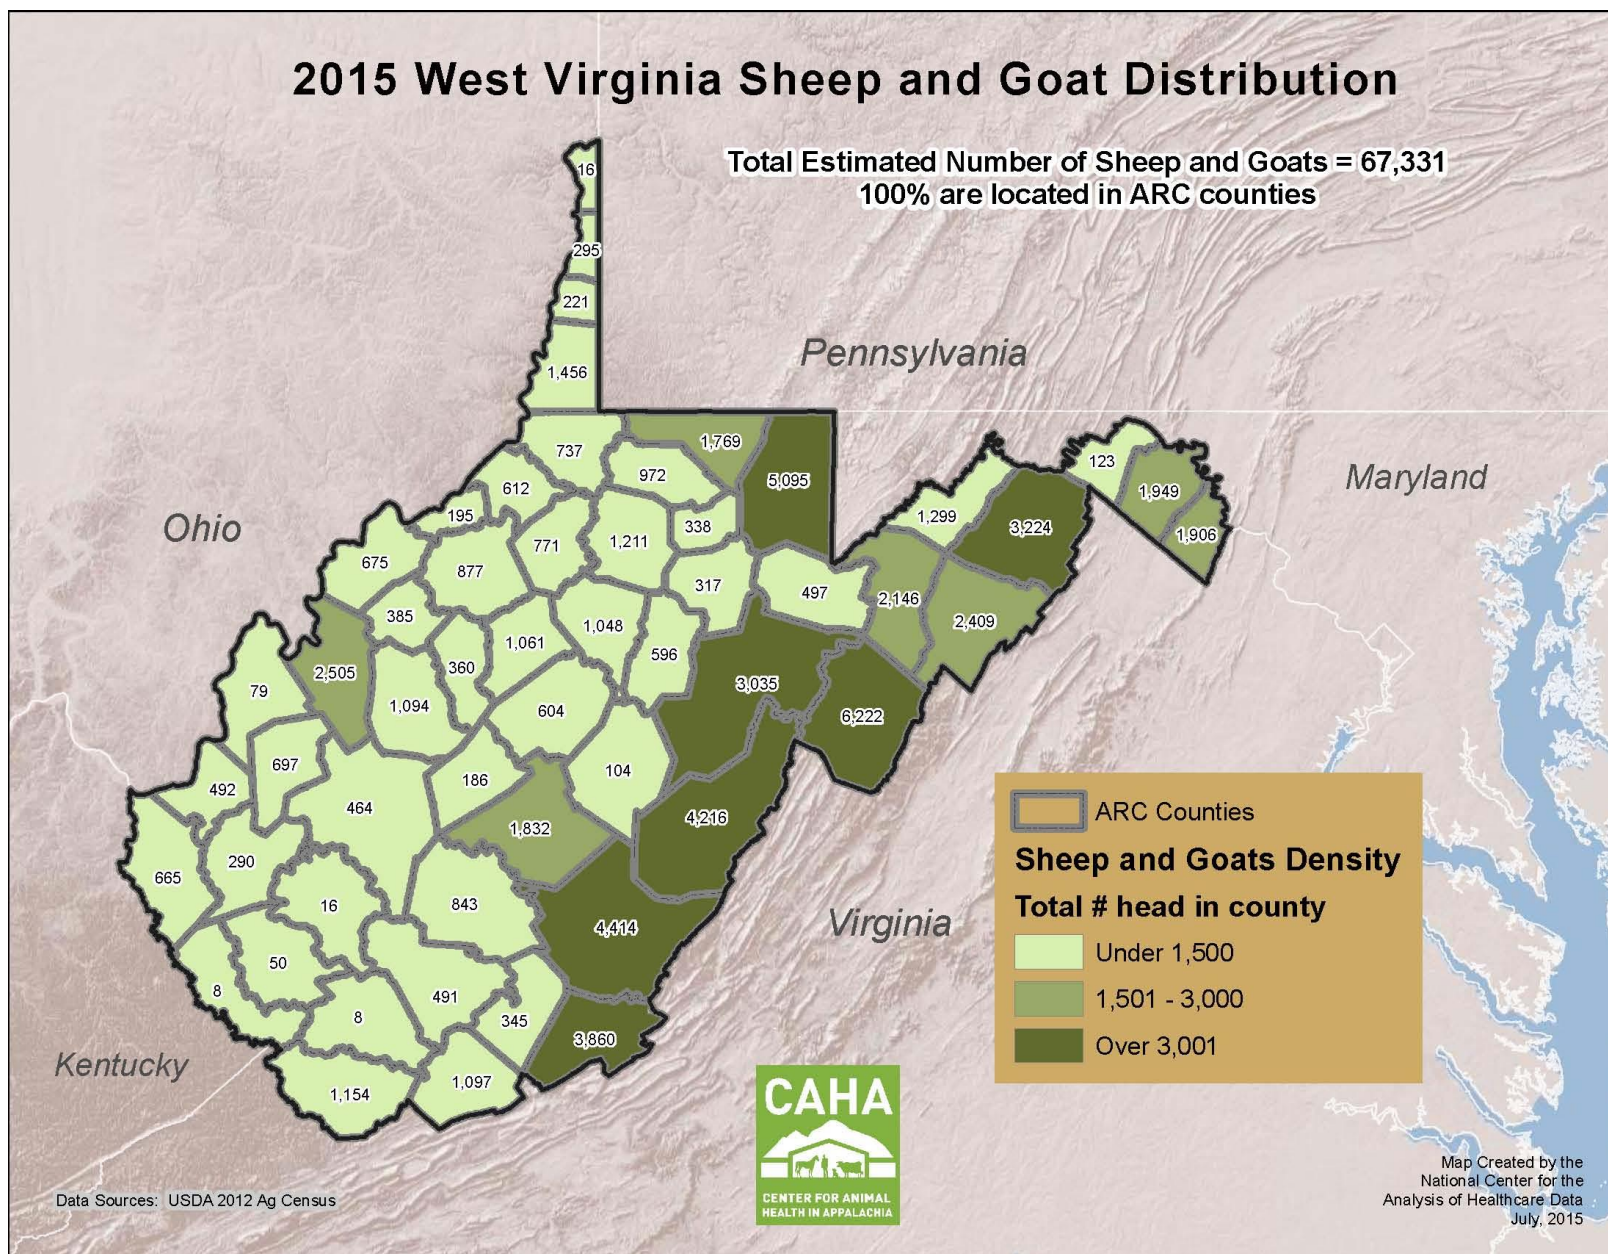 2015 West Virginia Sheep and Goat Distribution
Total Estimated Number of Sheep and Goats = 67,331
100% are located in ARC counties
16
295
221
1,456
Pennsylvania
737
1,769
972
5,095
123
1,949
1,906
Maryland
Ohio
612
195
771
1,211
338
1,299
3,224
675
877
317
497
2,146
2,409
385
1,061
1,048
596
2,505
360
79
1,094
604
3,035
6,222
697
492
464
186
104
1,832
4,216
665
290
16
843
4,414
Virginia
50
8
8
491
345
3,860
Kentucky
1,154
1,097
ARC Counties
Sheep and Goats Density
Total # head in county
Under 1,500
1,501 - 3,000
Over 3,001
CAHA
CENTER FOR ANIMAL
HEALTH IN APPALACHIA
Data Sources: USDA 2012 Ag Census
Map Created by the
National Center for the
Analysis of Healthcare Data
July, 2015